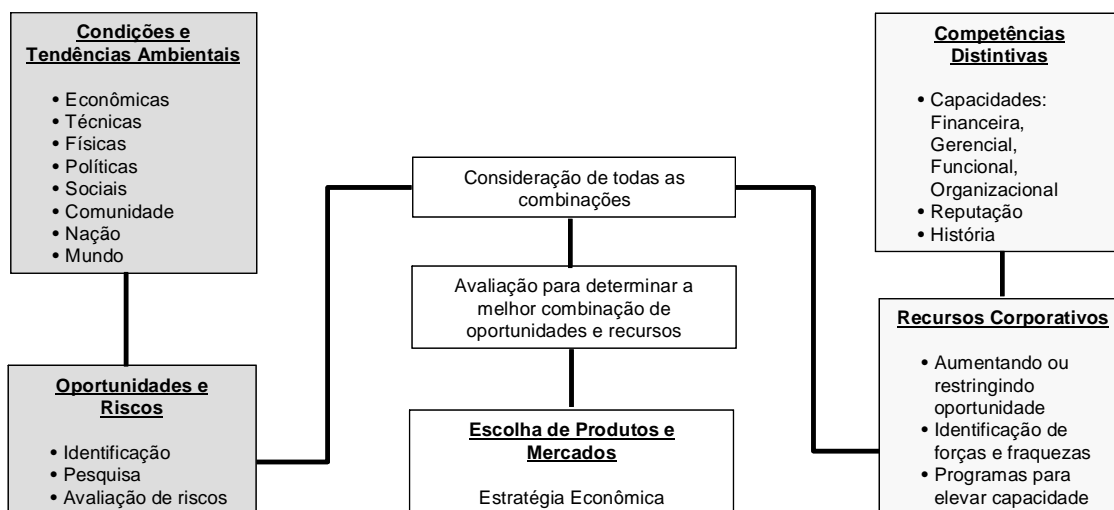 Condições e
Tendências Ambientais
• Econômicas
• Técnicas
• Físicas
• Políticas
• Sociais
• Comunidade
• Nação
• Mundo
Oportunidades e
Riscos
• Identificação
• Pesquisa
• Avaliação de riscos
Consideração de todas as
combinações
Avaliação para determinar a
melhor combinação de
oportunidades e recursos
Escolha de Produtos e
Mercados
Estratégia Econômica
Competências
Distintivas
• Capacidades:
Financeira,
Gerencial,
Funcional,
Organizacional
• Reputação
• História
Recursos Corporativos
• Aumentando ou
restringindo
oportunidade
• Identificação de
forças e fraquezas
• Programas para
elevar capacidade